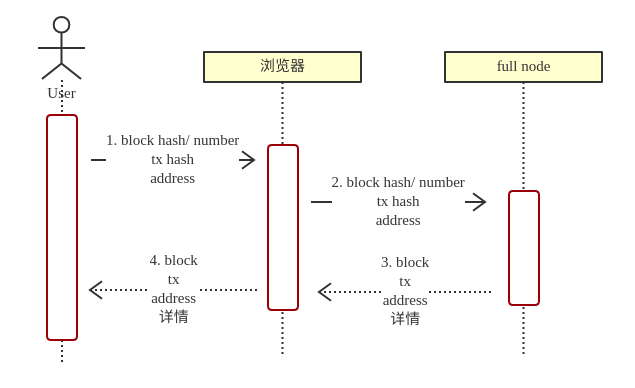 User
浏览器
full node
1. block hash/ number
tx hash
address
2. block hash/ number
tx hash
address
4. block
tx
address
详情
3. block
tx
address
详情